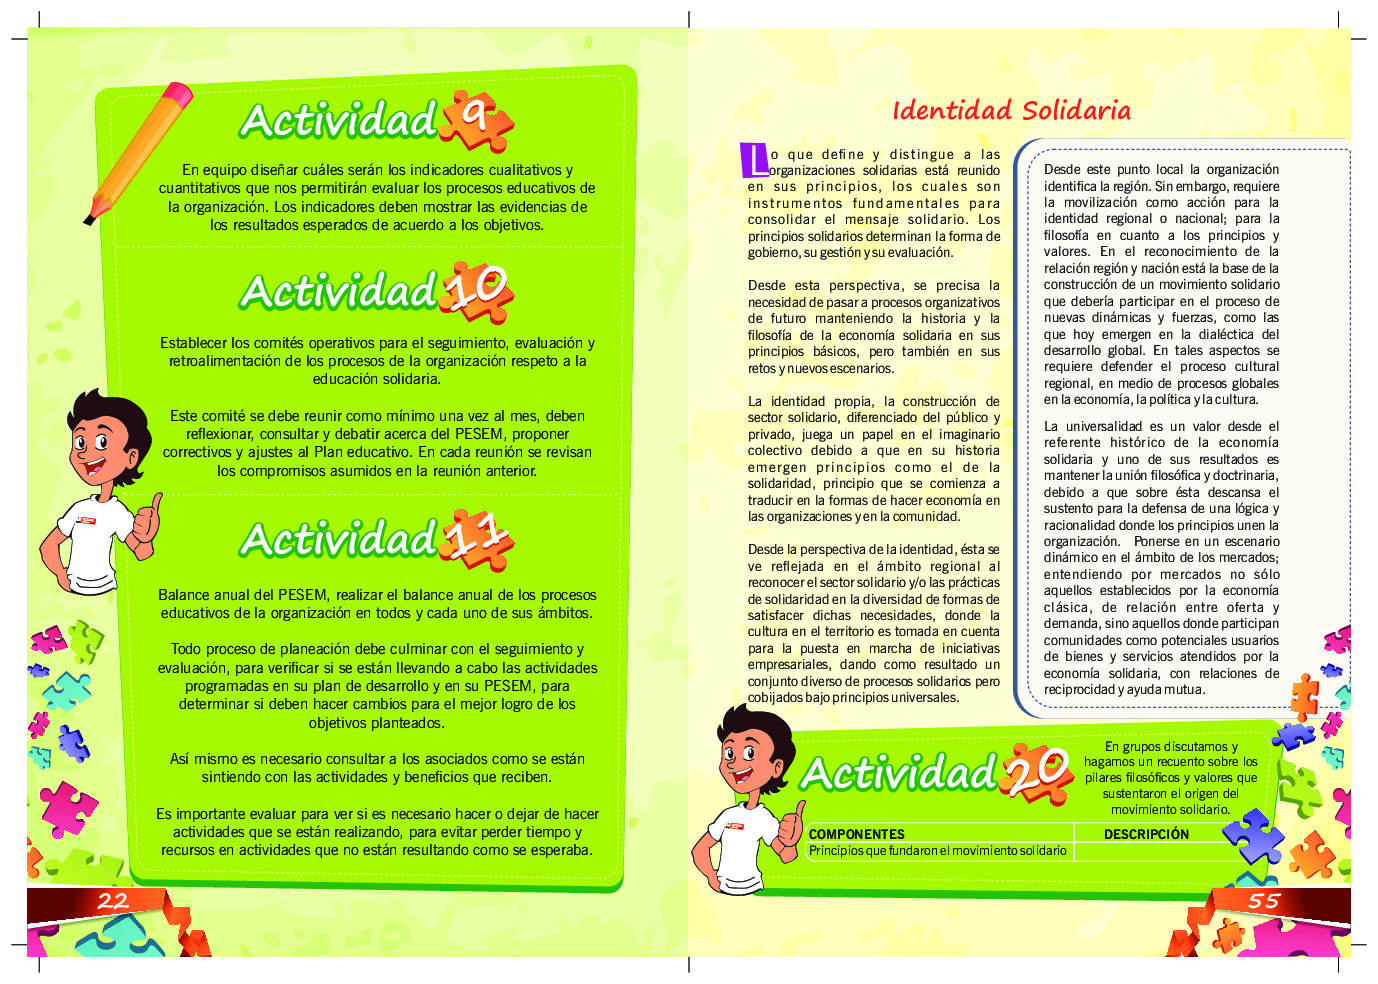 Actividad 9
En equipo diseñar cuáles serán los indicadores cualitativos y
cuantitativos que nos permitirán evaluar los procesos educativos de
la organización. Los indicadores deben mostrar las evidencias de
los resultados esperados de acuerdo a los objetivos.
Actividad 10
Establecer los comités operativos para el seguimiento, evaluación y
retroalimentación de los procesos de la organización respeto a la
educación solidaria.
Este comité se debe reunir como mínimo una vez al mes, deben
reflexionar, consultar y debatir acerca del PESEM, proponer
correctivos y ajustes al Plan educativo. En cada reunión se revisan
los compromisos asumidos en la reunión anterior.
Actividad 11
Balance anual del PESEM, realizar el balance anual de los procesos
educativos de la organización en todos y cada uno de sus ámbitos.
Todo proceso de planeación debe culminar con el seguimiento y
evaluación, para verificar si se están llevando a cabo las actividades
programadas en su plan de desarrollo y en su PESEM, para
determinar si deben hacer cambios para el mejor logro de los
objetivos planteados.
Así mismo es necesario consultar a los asociados como se están
sintiendo con las actividades y beneficios que reciben.
Es importante evaluar para ver si es necesario hacer o dejar de hacer
actividades que se están realizando, para evitar perder tiempo y
recursos en actividades que no están resultando como se esperaba.
22
Identidad Solidaria
Lo que define y distingue a las
organizaciones solidarias está reunido
en sus principios, los cuales son
instrumentos fundamentales para
consolidar el mensaje solidario. Los
principios solidarios determinan la forma de
gobierno, su gestión y su evaluación.
Desde esta perspectiva, se precisa la
necesidad de pasar a procesos organizativos
de futuro manteniendo la historia y la
filosofía de la economía solidaria en sus
principios básicos, pero también en sus
retos y nuevos escenarios.
La identidad propia, la construcción de
sector solidario, diferenciado del público y
privado, juega un papel en el imaginario
colectivo debido a que en su historia
emergen principios como el de la
solidaridad, principio que se comienza a
traducir en la formas de hacer economía en
las organizaciones y en la comunidad.
Desde la perspectiva de la identidad, ésta se
ve reflejada en el ámbito regional al
reconocer el sector solidario y/o las prácticas
de solidaridad en la diversidad de formas de
satisfacer dichas necesidades, donde la
cultura en el territorio es tomada en cuenta
para la puesta en marcha de iniciativas
empresariales, dando como resultado un
conjunto diverso de procesos solidarios pero
cobijados bajo principios universales.
Desde este punto local la organización
identifica la región. Sin embargo, requiere
la movilización como acción para la
identidad regional o nacional; para la
filosofía en cuanto a los principios y
valores. En el reconocimiento de la
relación región y nación está la base de la
construcción de un movimiento solidario
que debería participar en el proceso de
nuevas dinámicas y fuerzas, como las
que hoy emergen en la dialéctica del
desarrollo global. En tales aspectos se
requiere defender el proceso cultural
regional, en medio de procesos globales
en la economía, la política y la cultura.
La universalidad es un valor desde el
referente histórico de la economía
solidaria y uno de sus resultados es
mantener la unión filosófica y doctrinaria,
debido a que sobre ésta descansa el
sustento para la defensa de una lógica y
racionalidad donde los principios unen la
organización. Ponerse en un escenario
dinámico en el ámbito de los mercados;
entendiendo por mercados no sólo
aquellos establecidos por la economía
clásica, de relación entre oferta y
demanda, sino aquellos donde participan
comunidades como potenciales usuarios
de bienes y servicios atendidos por la
economía solidaria, con relaciones de
reciprocidad y ayuda mutua.
Actividad 20
En grupos discutamos y
hagamos un recuento sobre los
pilares filosóficos y valores que
sustentaron el origen del
movimiento solidario.
COMPONENTES DESCRIPCIÓN
Principios que fundaron el movimiento solidario
55